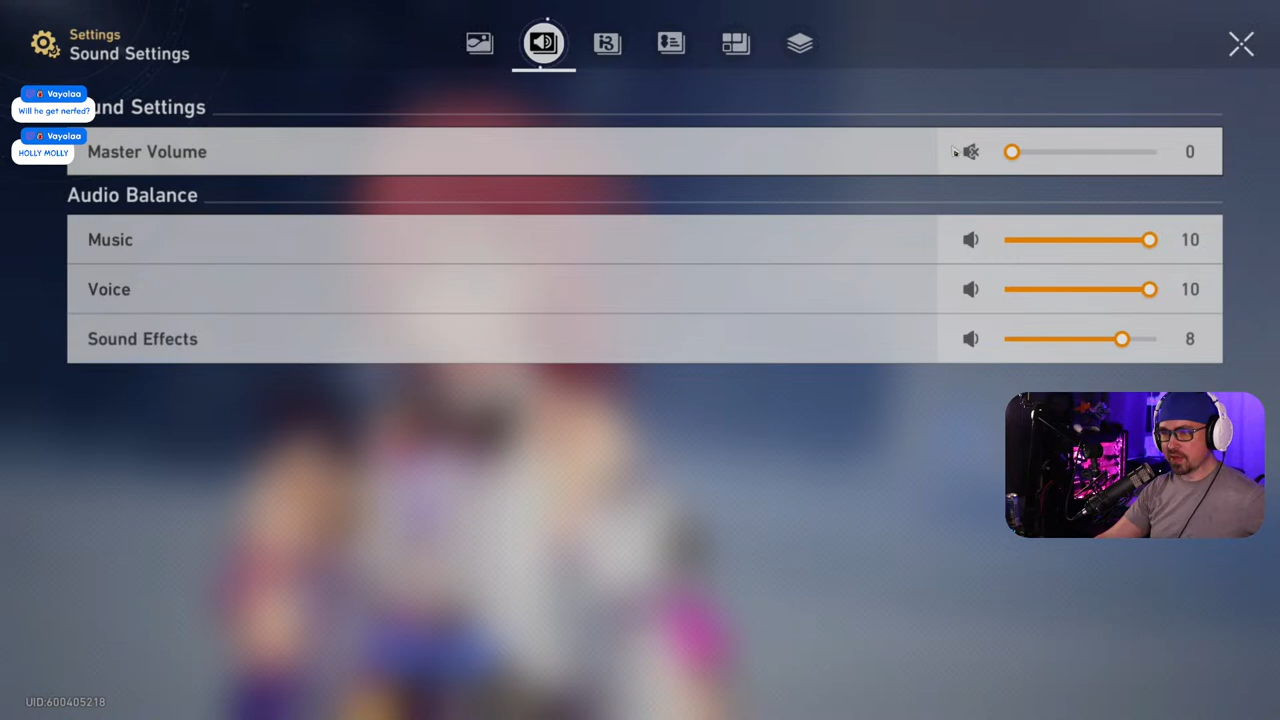 Settings
Sound Settings
Vayolaa
Will he get nerfed?
und Settings
Vayolaa
HOLLY MOLLY
Master Volume
0
Audio Balance
Music
10
Voice
10
Sound Effects
8
UID:600405218